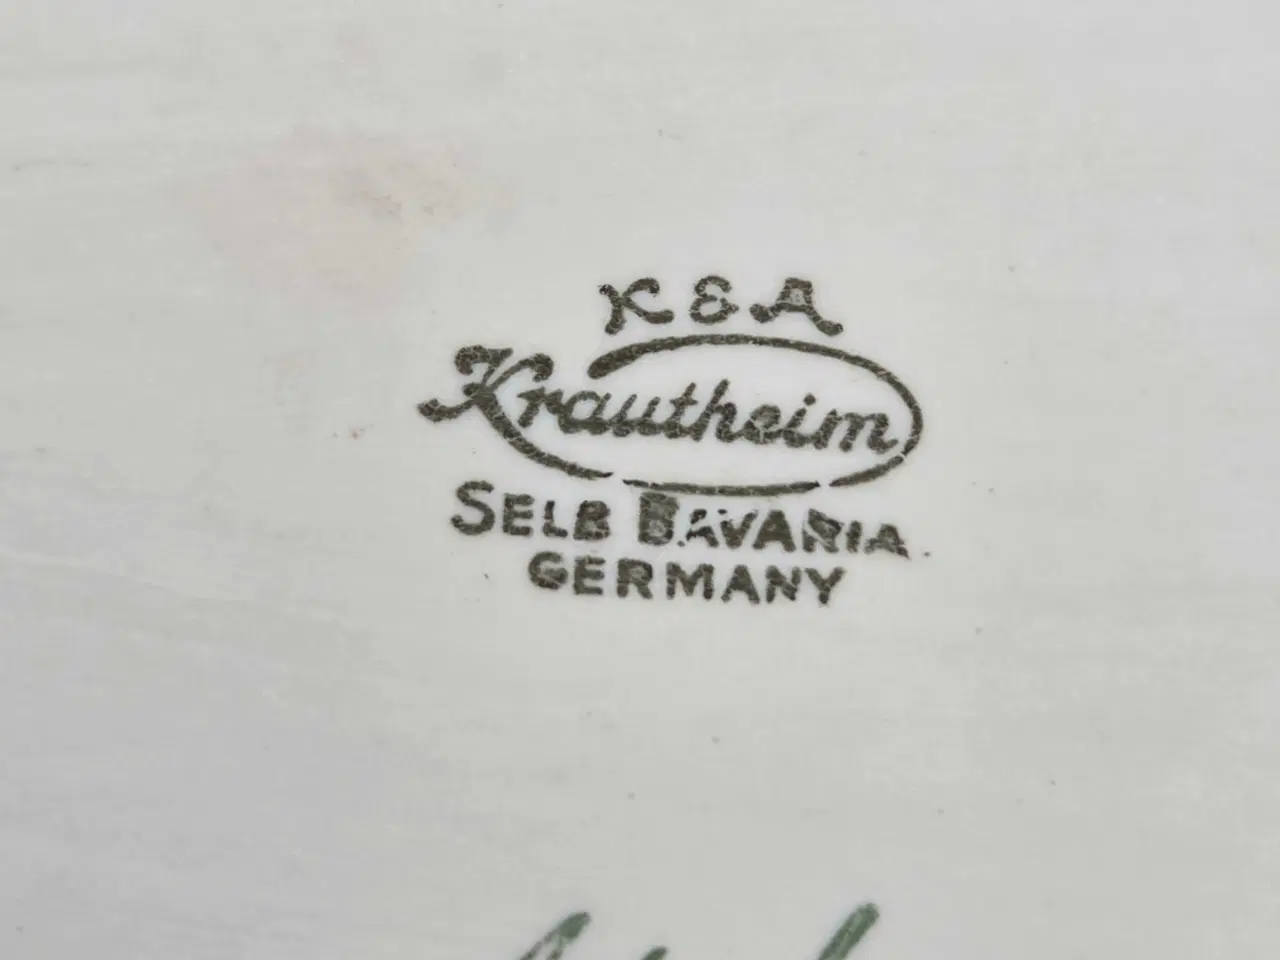 K & A
Krautheim
SELB BAVARIA
GERMANY